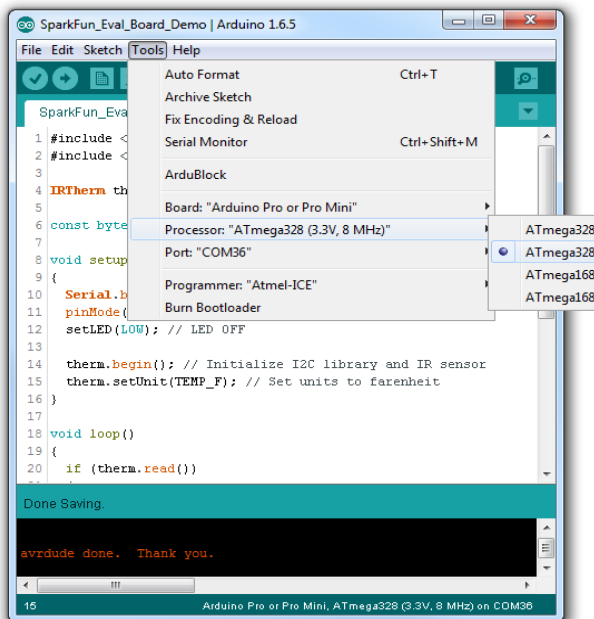 SparkFun_Eval_Board_Demo | Arduino 1.6.5
File Edit Sketch Tools Help
Auto Format Ctrl+T
Archive Sketch
Fix Encoding & Reload
Serial Monitor Ctrl+Shift+M
ArduBlock
Board: "Arduino Pro or Pro Mini"
Processor: "ATmega328 (3.3V, 8 MHz)"
Port: "COM36"
Programmer: "Atmel-ICE"
Burn Bootloader
ATmega328
ATmega328
ATmega168
ATmega168
SparkFun_Eva
1 #include <
2 #include <
3
4 IRTherm th
5
6 const byte
7
8 void setup
9 {
10 Serial.b
11 pinMode(
12 setLED(LOW); // LED OFF
13
14 therm.begin(); // Initialize I2C library and IR sensor
15 therm.setUnit(TEMP_F); // Set units to farenheit
16 }
17
18 void loop()
19 {
20 if (therm.read())
Done Saving.
avrdude done. Thank you.
15 Arduino Pro or Pro Mini, ATmega328 (3.3V, 8 MHz) on COM36